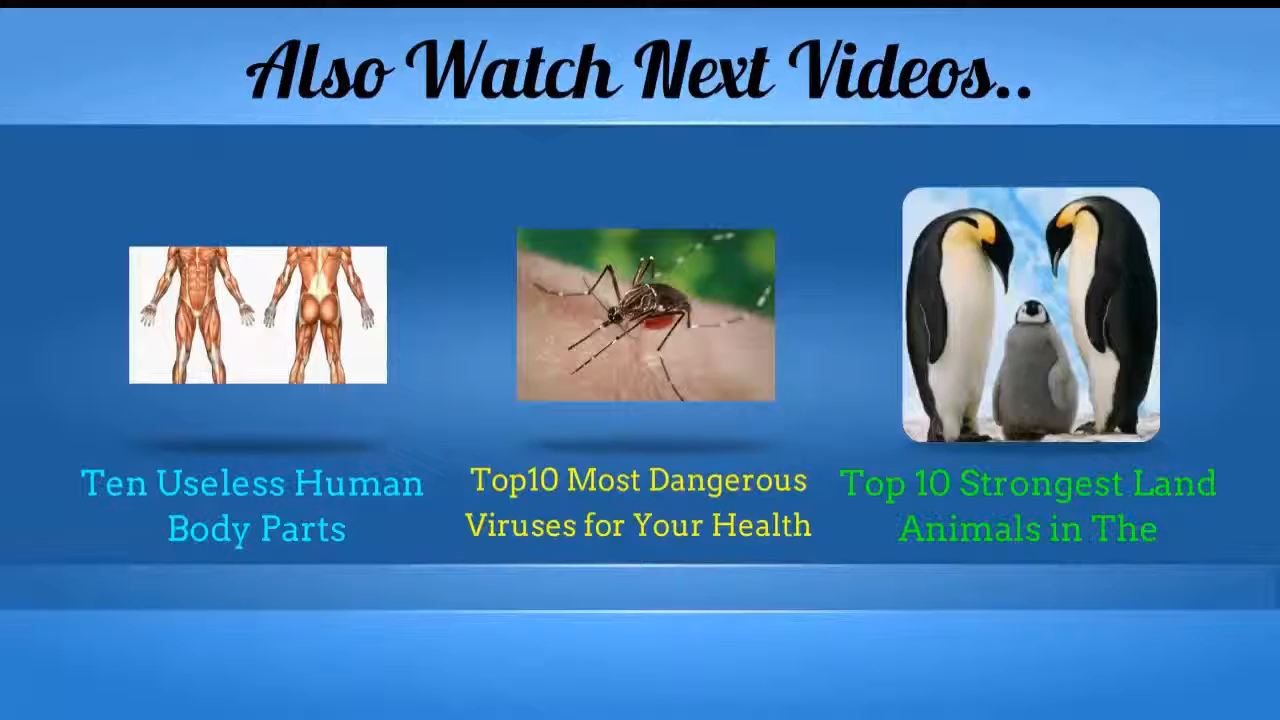 Also Watch Next Videos..
Ten Useless Human
Body Parts
Top10 Most Dangerous
Viruses for Your Health
Top 10 Strongest Land
Animals in The